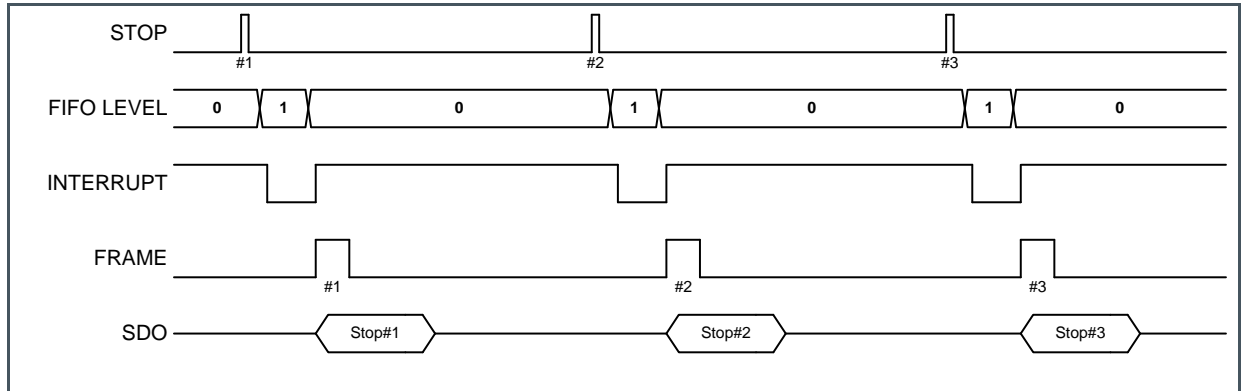 STOP
#1 #2 #3
FIFO LEVEL 0 1 0 1 0 1 0
INTERRUPT
FRAME
#1 #2 #3
SDO Stop#1 Stop#2 Stop#3